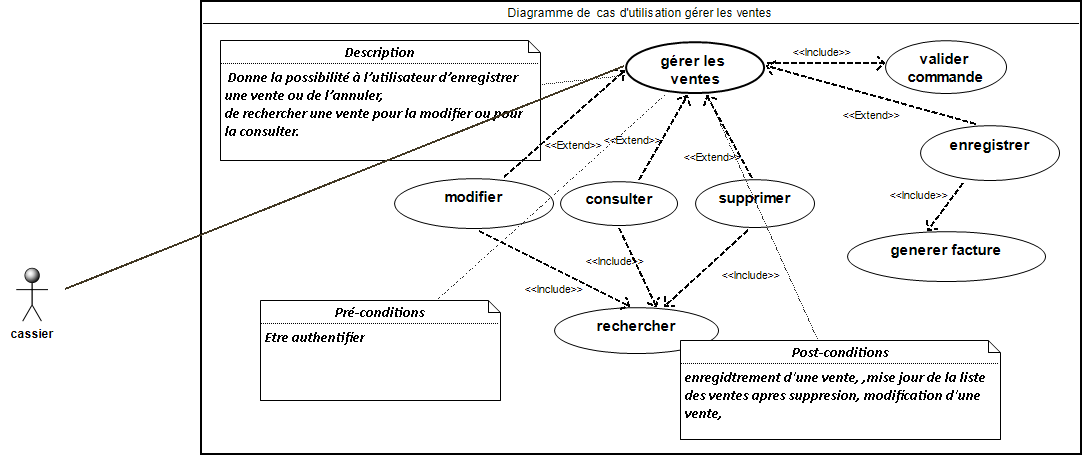 Diagramme de cas d'utilisation gérer les ventes
Description
Donne la possibilité à l'utilisateur d'enregistrer
une vente ou de l'annuler,
de rechercher une vente pour la modifier ou pour
la consulter.
gérer les
ventes
<<Include>>
valider
commande
<<Extend>>
<<Extend>>
<<Extend>>
<<Extend>>
enregistrer
modifier
consulter
supprimer
<<Include>>
generer facture
<<Include>>
<<Include>>
<<Include>>
cassier
Pré-conditions
Etre authentifier
rechercher
Post-conditions
enregidtrement d'une vente, ,mise jour de la liste
des ventes apres suppresion, modification d'une
vente,